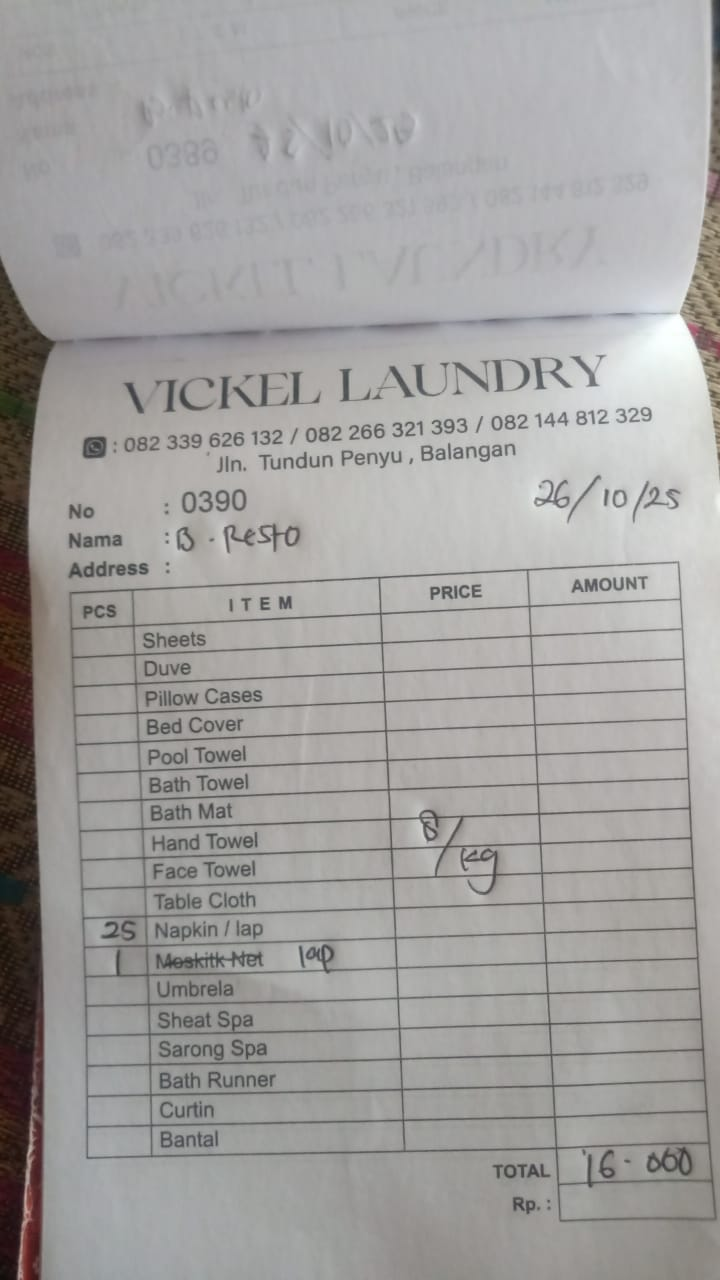 0389
VICKEL LAUNDRY
: 082 339 626 132 / 082 266 321 393 / 082 144 812 329
Jln. Tundun Penyu , Balangan
No : 0390 26/10/25
Nama : B. Resto
Address :
PCS ITEM PRICE AMOUNT
Sheets
Duve
Pillow Cases
Bed Cover
Pool Towel
Bath Towel
Bath Mat
Hand Towel 8/kg
Face Towel
Table Cloth
25 Napkin / lap
1 Moskitk Net lap
Umbrela
Sheat Spa
Sarong Spa
Bath Runner
Curtin
Bantal
TOTAL 16.000
Rp. :